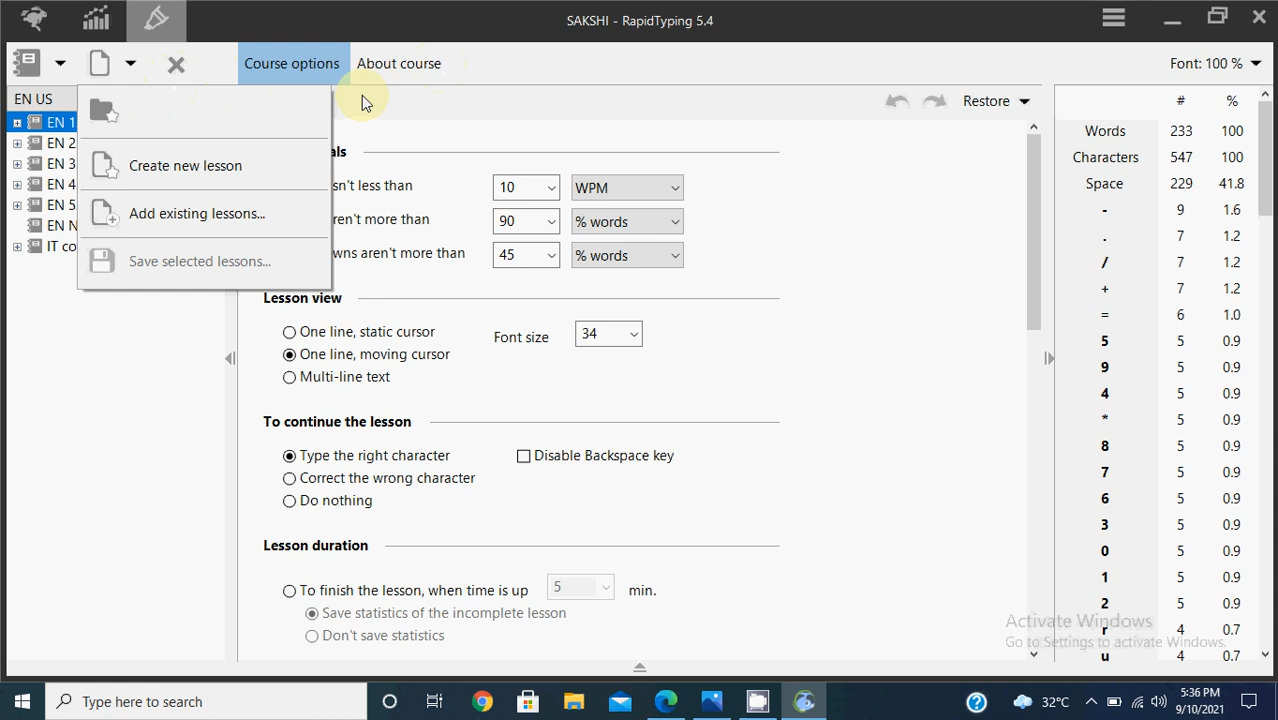 SAKSHI - RapidTyping 5.4
Course options
About course
Font: 100 %
EN US
EN 1
EN 2
EN 3
EN 4
EN 5
EN N
IT co
Create new lesson
Add existing lessons...
Save selected lessons...
Restore
als
sn't less than
10
WPM
ren't more than
90
% words
wns aren't more than
45
% words
Lesson view
One line, static cursor
One line, moving cursor
Multi-line text
Font size
34
To continue the lesson
Type the right character
Disable Backspace key
Correct the wrong character
Do nothing
Lesson duration
To finish the lesson, when time is up
5
min.
Save statistics of the incomplete lesson
Don't save statistics
# %
Words 233 100
Characters 547 100
Space 229 41.8
- 9 1.6
. 7 1.2
/ 7 1.2
+ 7 1.2
= 6 1.0
5 5 0.9
9 5 0.9
4 5 0.9
* 5 0.9
8 5 0.9
7 5 0.9
6 5 0.9
3 5 0.9
0 5 0.9
1 5 0.9
2 5 0.9
r 4 0.7
u 4 0.7
Activate Windows
Go to Settings to activate Windows.
Type here to search
32°C
5:36 PM
9/10/2021